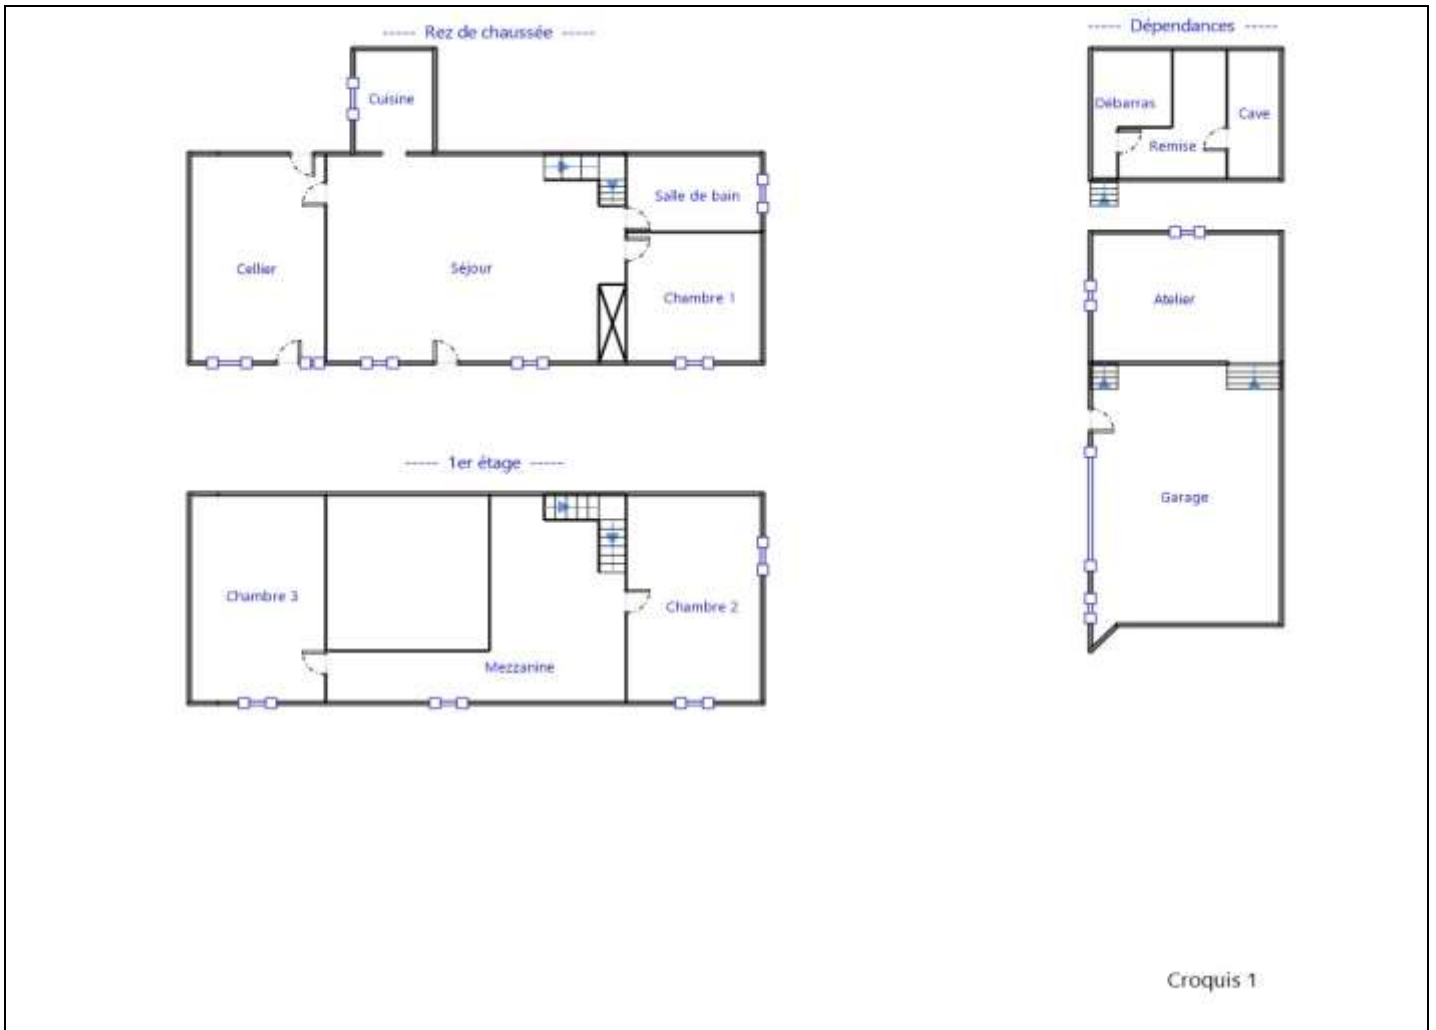 ----- Rez de chaussée -----
Cuisine
Salle de bain
Cellier
Séjour
Chambre 1
----- 1er étage -----
Chambre 3
Chambre 2
Mezzanine
----- Dépendances -----
Débarras
Cave
Remise
Atelier
Garage
Croquis 1